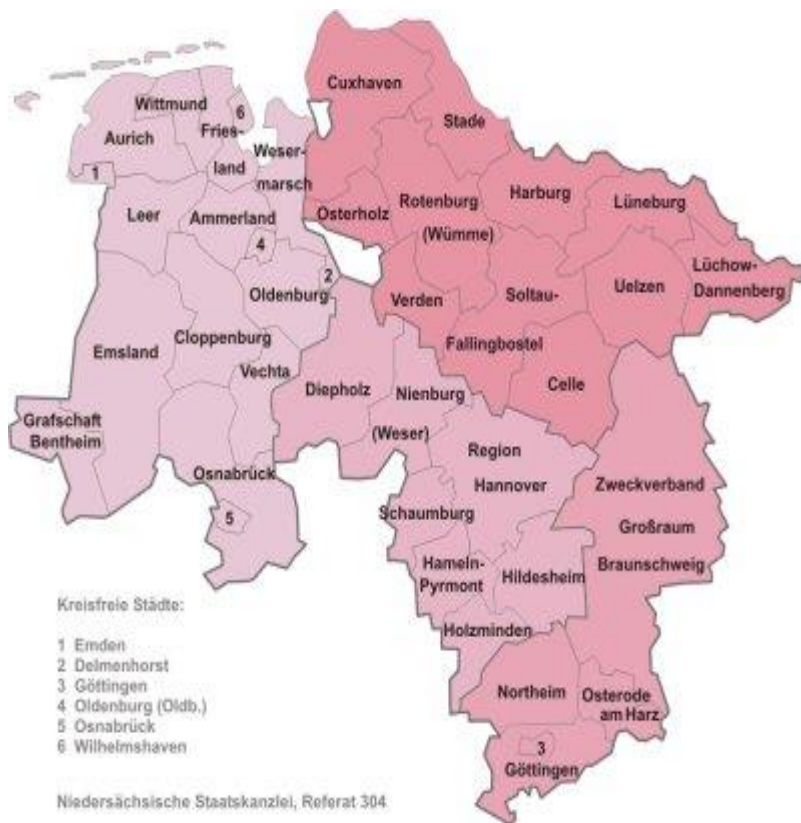 Cuxhaven
Wittmund
6
Stade
Aurich
Fries-
Weser-
land
1
marsch
Rotenburg
Harburg
Lüneburg
Leer
Ammerland
Osterholz
(Wümme)
4
2
Lüchow-
Oldenburg
Verden
Soltau-
Uelzen
Dannenberg
Cloppenburg
Emsland
Fallingbostel
Vechta
Diepholz
Nienburg
Celle
Grafschaft
Bentheim
(Weser)
Region
Osnabrück
Hannover
Zweckverband
5
Schaumburg
Großraum
Hameln-
Pyrmont
Hildesheim
Braunschweig
Holzminden
Northeim
Osterode
am Harz
3
Göttingen
Kreisfreie Städte:
1 Emden
2 Delmenhorst
3 Göttingen
4 Oldenburg (Oldb.)
5 Osnabrück
6 Wilhelmshaven
Niedersächsische Staatskanzlei, Referat 304